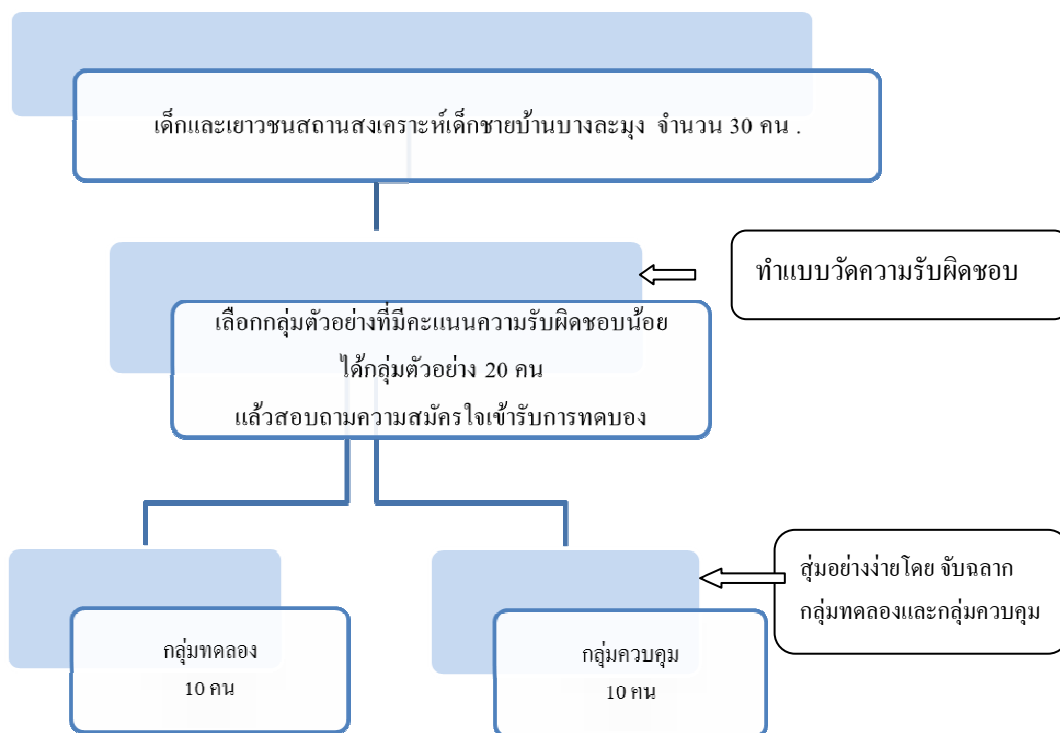 เด็กและเยาวชนสถานสงเคราะห์เด็กชายบ้านบางละมุง จำนวน 30 คน .
ทำแบบวัดความรับผิดชอบ
เลือกกลุ่มตัวอย่างที่มีคะแนนความรับผิดชอบน้อย
ได้กลุ่มตัวอย่าง 20 คน
แล้วสอบถามความสมัครใจเข้ารับการทดบอง
สุ่มอย่างง่ายโดย จับฉลาก
กลุ่มทดลองและกลุ่มควบคุม
กลุ่มทดลอง
10 คน
กลุ่มควบคุม
10 คน